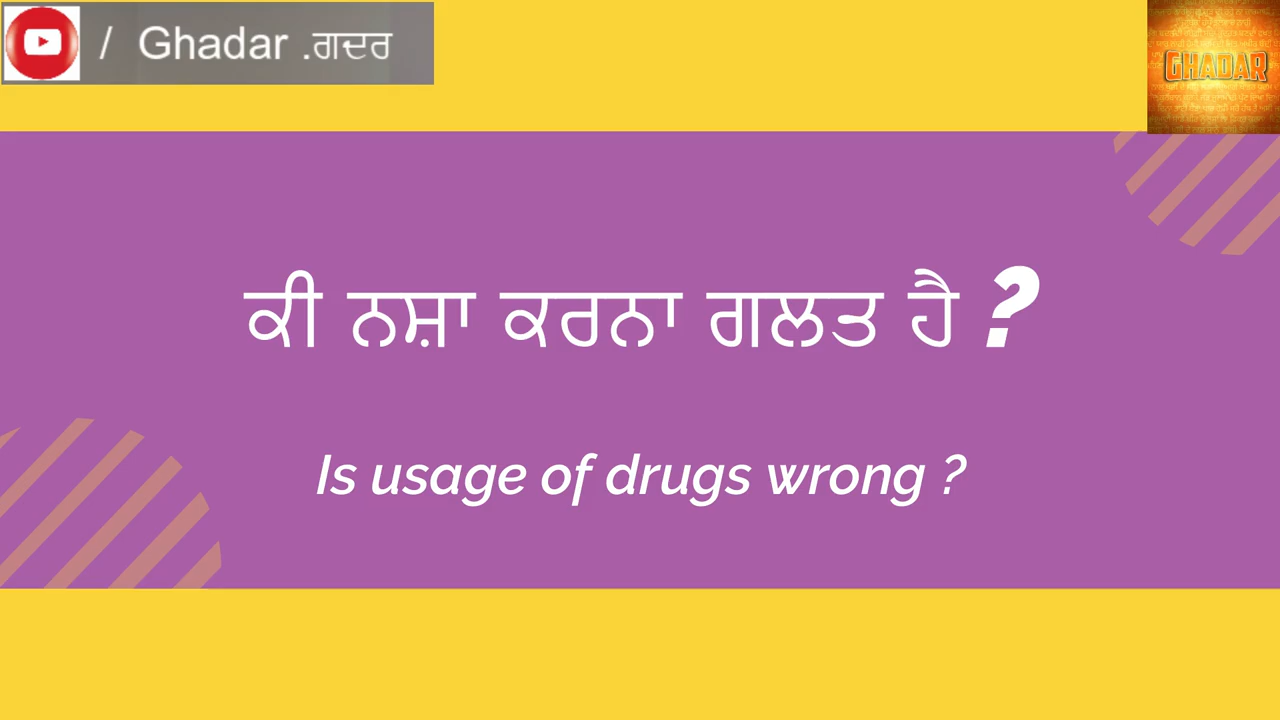 / Ghadar .ਗਦਰ
GHADAR
ਕੀ ਨਸ਼ਾ ਕਰਨਾ ਗਲਤ ਹੈ ?
Is usage of drugs wrong ?